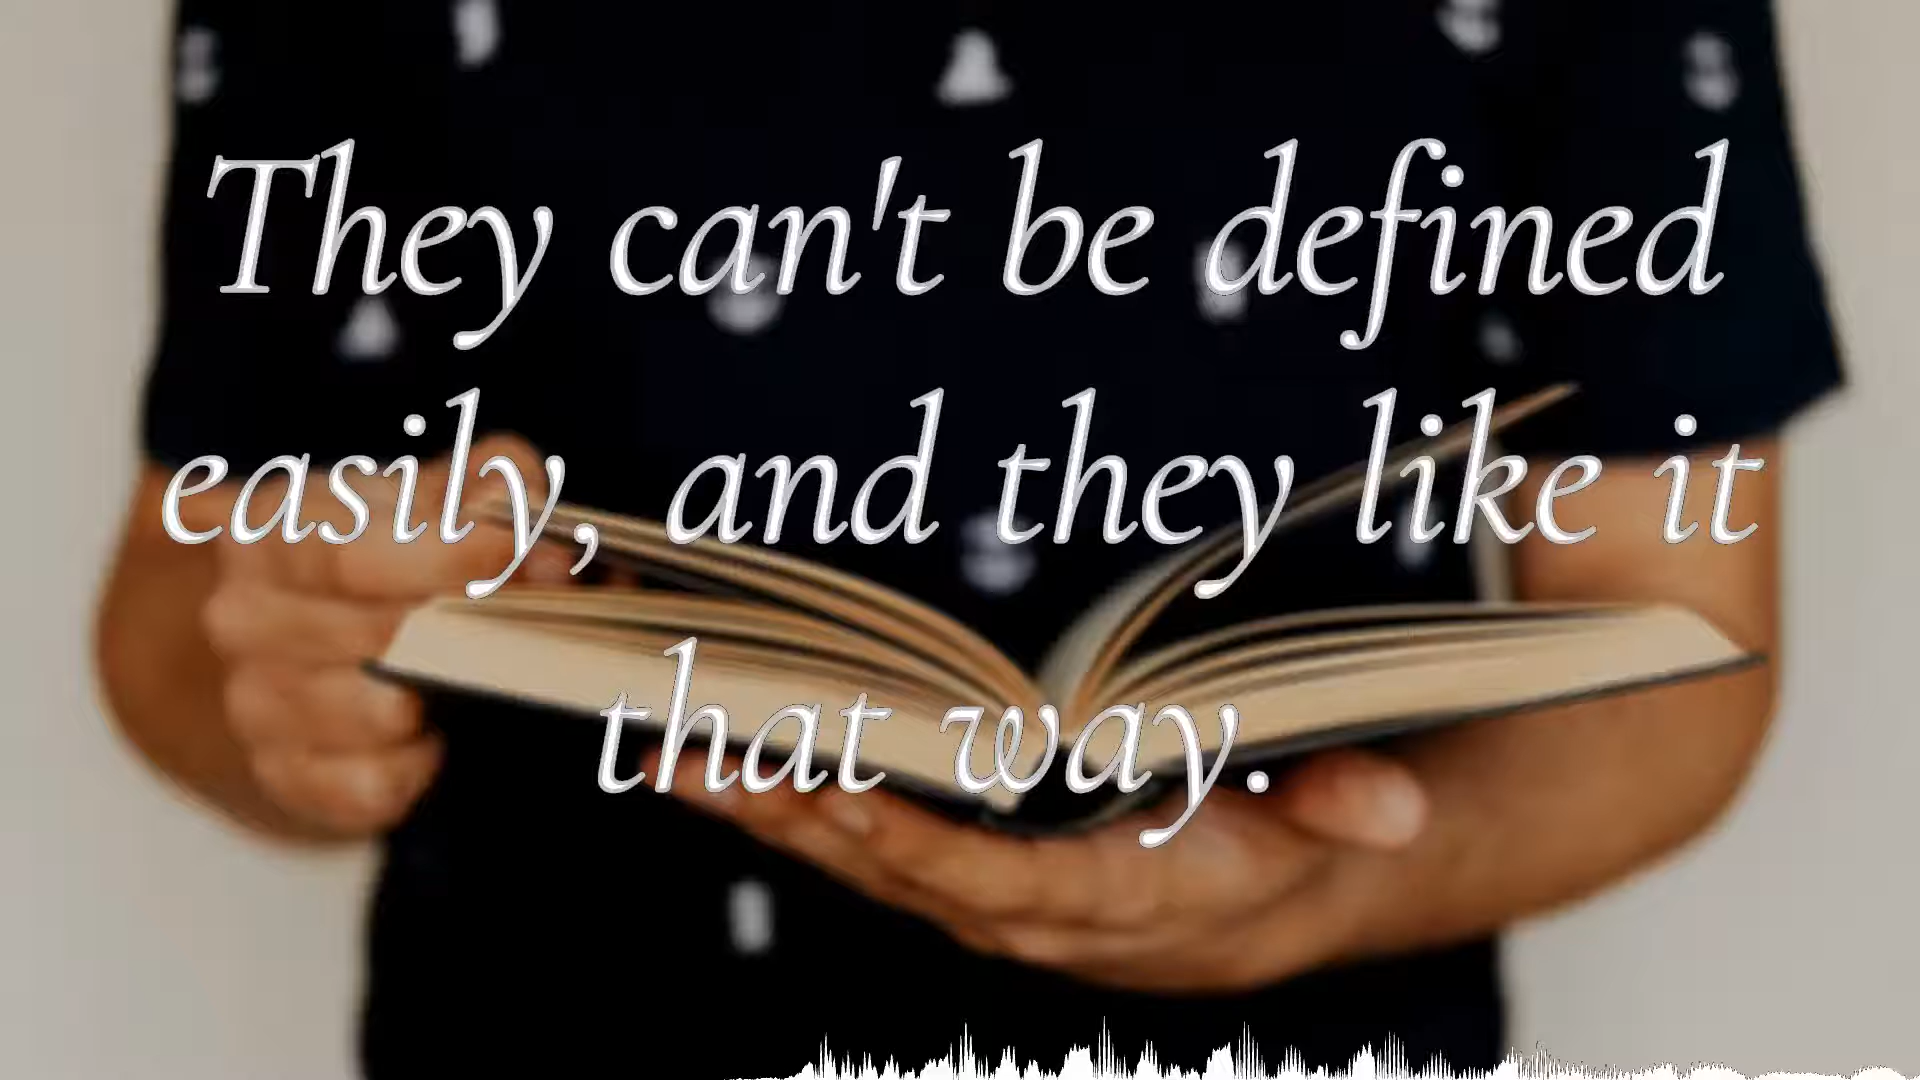 They can't be defined
easily, and they like it
that way.